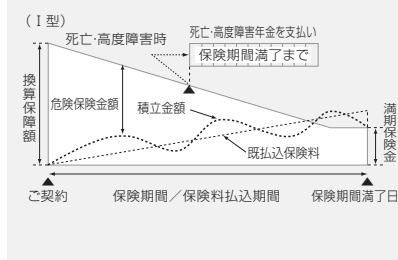 （Ⅰ型）
死亡･高度障害時
死亡･高度障害年金を支払い
保険期間満了まで
換算保障額
危険保険金額
積立金額
既払込保険料
満期保険金
ご契約
保険期間／保険料払込期間
保険期間満了日